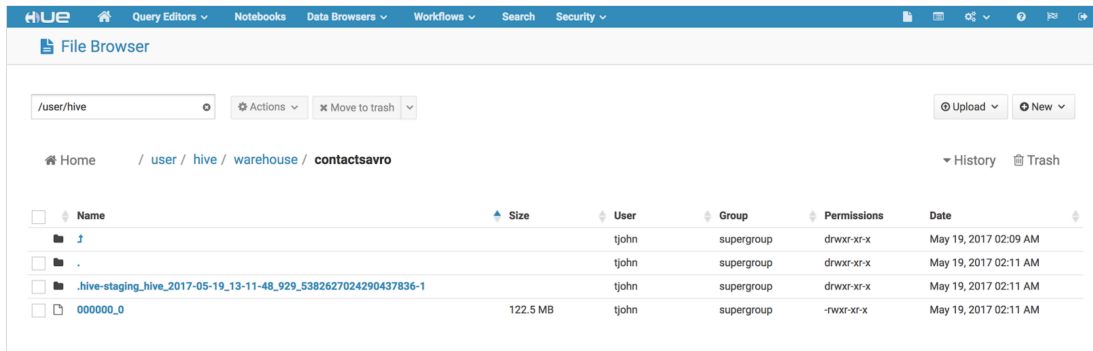 HUE Query Editors Notebooks Data Browsers Workflows Search Security
File Browser
/user/hive Actions Move to trash Upload New
Home / user / hive / warehouse / contactsavro History Trash
Name Size User Group Permissions Date
tjohn supergroup drwxr-xr-x May 19, 2017 02:09 AM
. tjohn supergroup drwxr-xr-x May 19, 2017 02:11 AM
.hive-staging_hive_2017-05-19_13-11-48_929_5382627024290437836-1 tjohn supergroup drwxr-xr-x May 19, 2017 02:11 AM
000000_0 122.5 MB tjohn supergroup -rwxr-xr-x May 19, 2017 02:11 AM